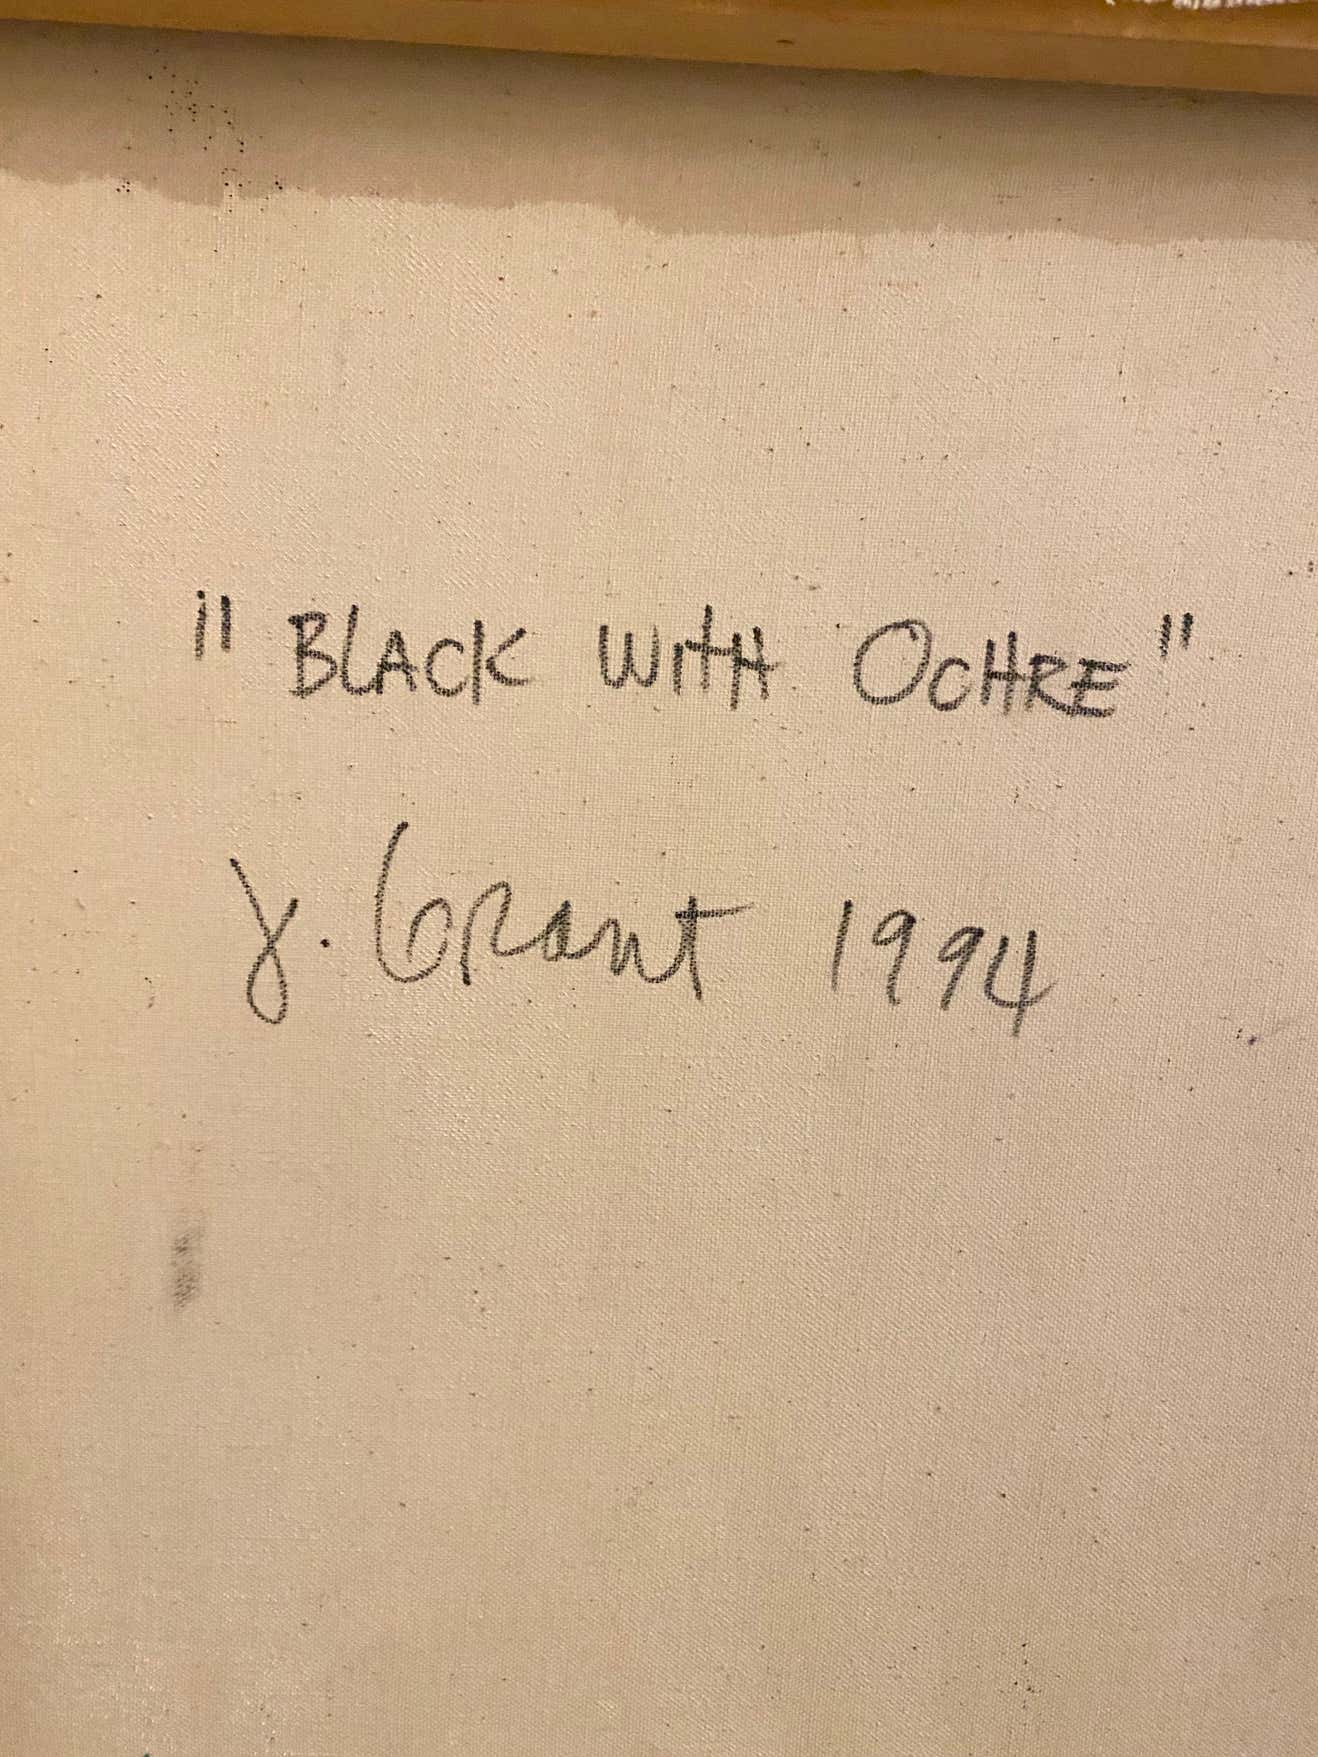 "BLACK WITH OCHRE"
J. Grant 1994